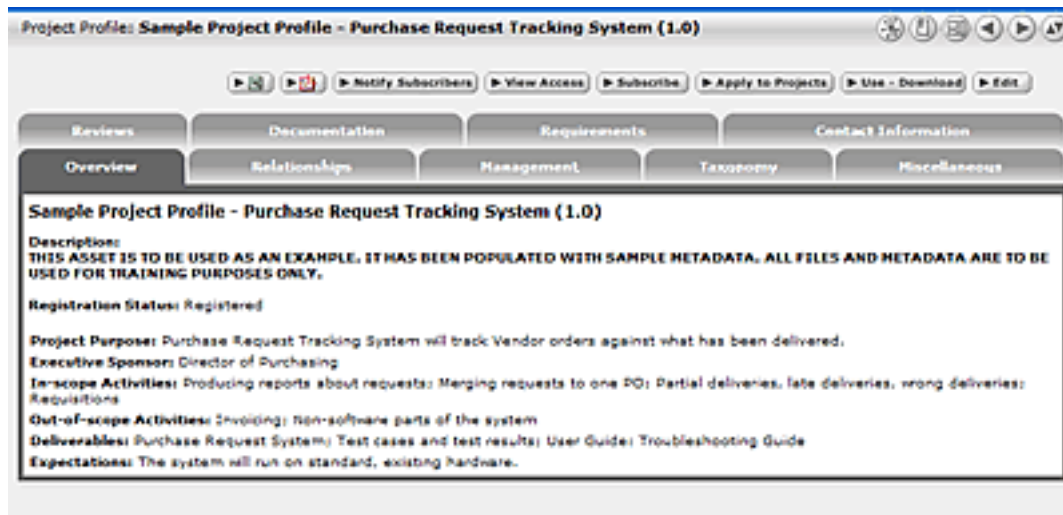 Project Profile: Sample Project Profile - Purchase Request Tracking System (1.0)
Notify Subscribers View Access Subscribe Apply to Projects Use - Download Edit
Reviews Documentation Requirements Contact Information
Overview Relationships Management Taxonomy Miscellaneous
Sample Project Profile - Purchase Request Tracking System (1.0)
Description:
THIS ASSET IS TO BE USED AS AN EXAMPLE. IT HAS BEEN POPULATED WITH SAMPLE METADATA. ALL FILES AND METADATA ARE TO BE
USED FOR TRAINING PURPOSES ONLY.
Registration Status: Registered
Project Purpose: Purchase Request Tracking System will track Vendor orders against what has been delivered.
Executive Sponsor: Director of Purchasing
In-scope Activities: Producing reports about requests; Merging requests to one PO; Partial deliveries, late deliveries, wrong deliveries;
Requisitions
Out-of-scope Activities: Invoicing; Non-software parts of the system
Deliverables: Purchase Request System; Test cases and test results; User Guide; Troubleshooting Guide
Expectations: The system will run on standard, existing hardware.